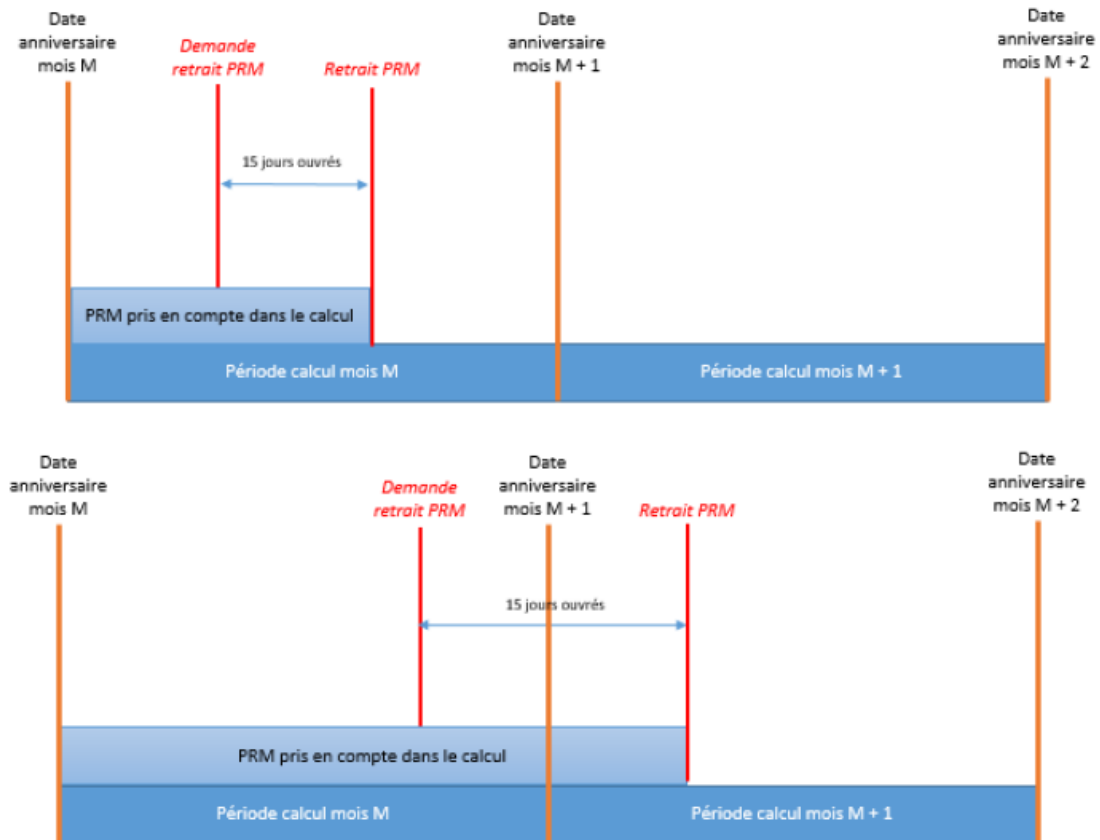 Date
anniversaire
mois M
Demande
retrait PRM
Retrait PRM
Date
anniversaire
mois M + 1
Date
anniversaire
mois M + 2
15 jours ouvrés
PRM pris en compte dans le calcul
Période calcul mois M
Période calcul mois M + 1
Date
anniversaire
mois M
Demande
retrait PRM
Date
anniversaire
mois M + 1
Retrait PRM
Date
anniversaire
mois M + 2
15 jours ouvrés
PRM pris en compte dans le calcul
Période calcul mois M
Période calcul mois M + 1